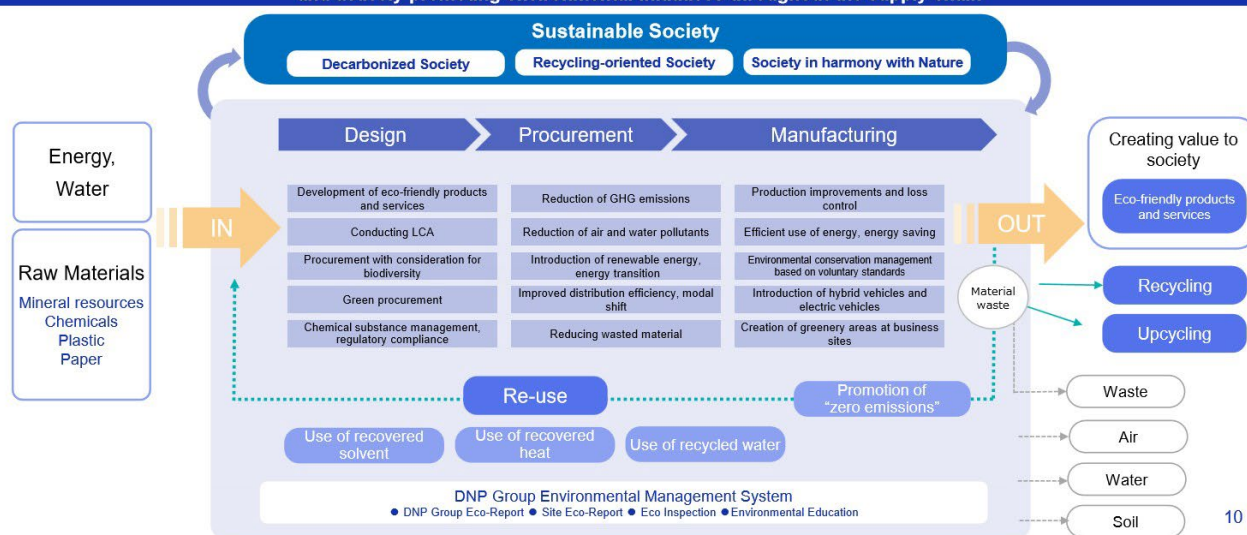 Sustainable Society
Decarbonized Society
Recycling-oriented Society
Society in harmony with Nature
Energy,
Water
Raw Materials
Mineral resources
Chemicals
Plastic
Paper
IN
Design
Procurement
Manufacturing
Development of eco-friendly products
and services
Conducting LCA
Procurement with consideration for
biodiversity
Green procurement
Chemical substance management,
regulatory compliance
Reduction of GHG emissions
Reduction of air and water pollutants
Introduction of renewable energy,
energy transition
Improved distribution efficiency, modal
shift
Reducing wasted material
Production improvements and loss
control
Efficient use of energy, energy saving
Environmental conservation management
based on voluntary standards
Introduction of hybrid vehicles and
electric vehicles
Creation of greenery areas at business
sites
OUT
Creating value to
society
Eco-friendly products
and services
Material
waste
Recycling
Upcycling
Re-use
Promotion of
"zero emissions"
Use of recovered
solvent
Use of recovered
heat
Use of recycled water
Waste
Air
Water
Soil
DNP Group Environmental Management System
● DNP Group Eco-Report ● Site Eco-Report ● Eco Inspection ●Environmental Education
10